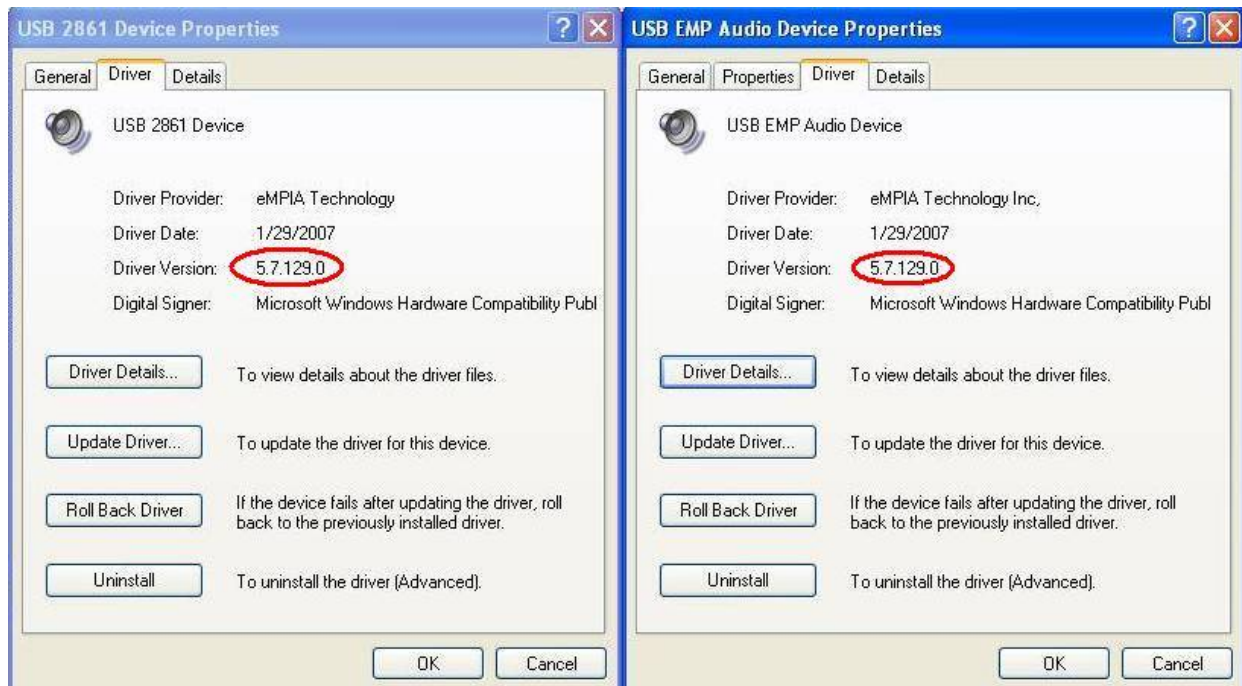 USB 2861 Device Properties
General Driver Details
USB 2861 Device
Driver Provider: eMPIA Technology
Driver Date: 1/29/2007
Driver Version: 5.7.129.0
Digital Signer: Microsoft Windows Hardware Compatibility Publ
Driver Details... To view details about the driver files.
Update Driver... To update the driver for this device.
Roll Back Driver If the device fails after updating the driver, roll
back to the previously installed driver.
Uninstall To uninstall the driver (Advanced).
OK Cancel
USB EMP Audio Device Properties
General Properties Driver Details
USB EMP Audio Device
Driver Provider: eMPIA Technology Inc,
Driver Date: 1/29/2007
Driver Version: 5.7.129.0
Digital Signer: Microsoft Windows Hardware Compatibility Publ
Driver Details... To view details about the driver files.
Update Driver... To update the driver for this device.
Roll Back Driver If the device fails after updating the driver, roll
back to the previously installed driver.
Uninstall To uninstall the driver (Advanced).
OK Cancel